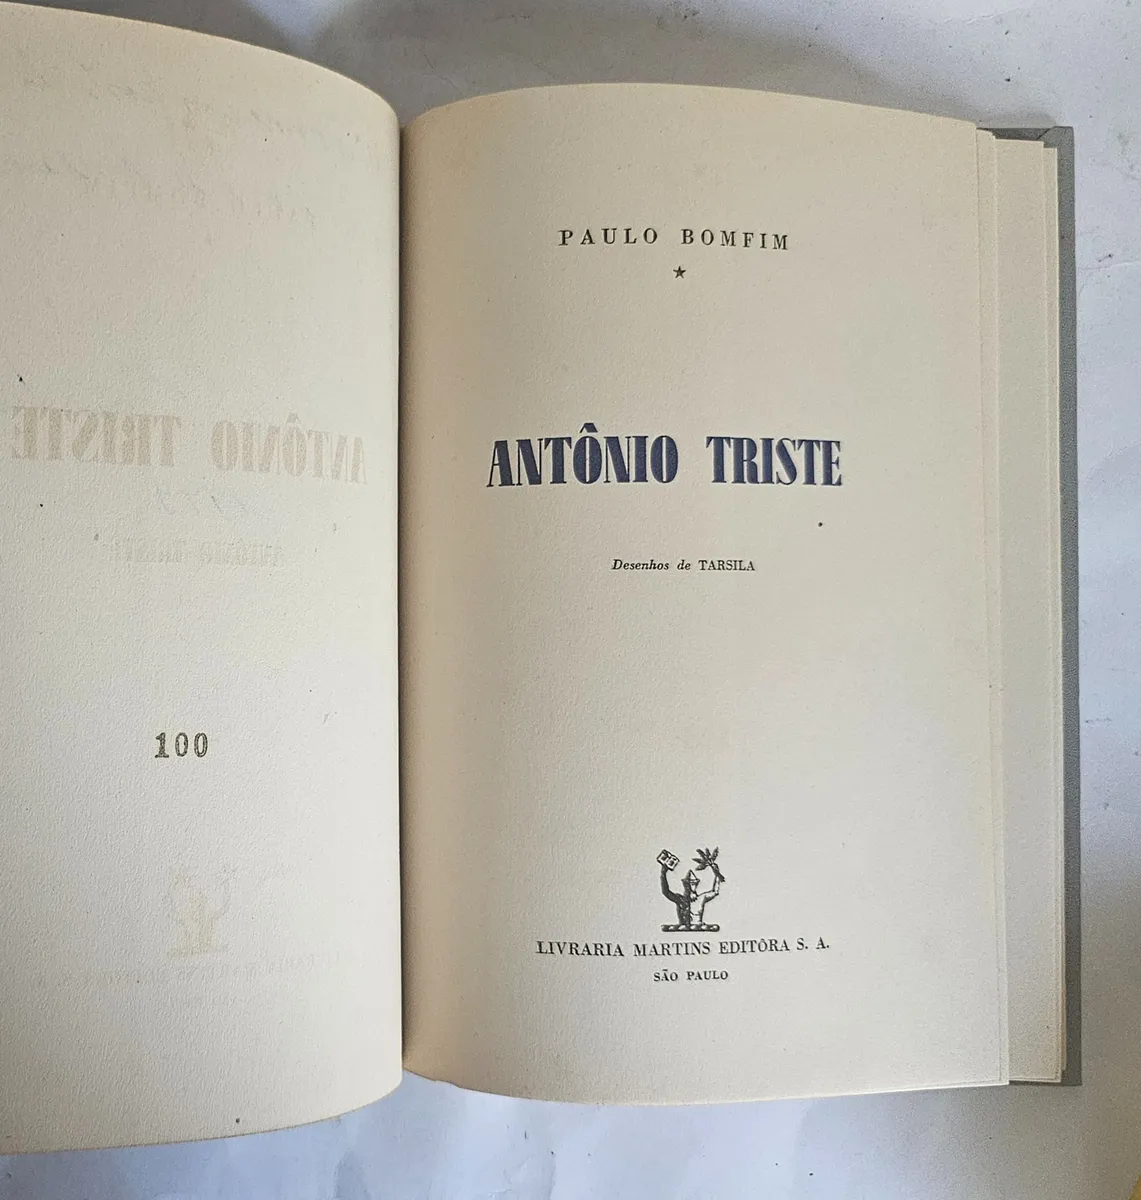 100
PAULO BOMFIM
ANTÔNIO TRISTE
Desenhos de TARSILA
LIVRARIA MARTINS EDITÔRA S. A.
SÃO PAULO